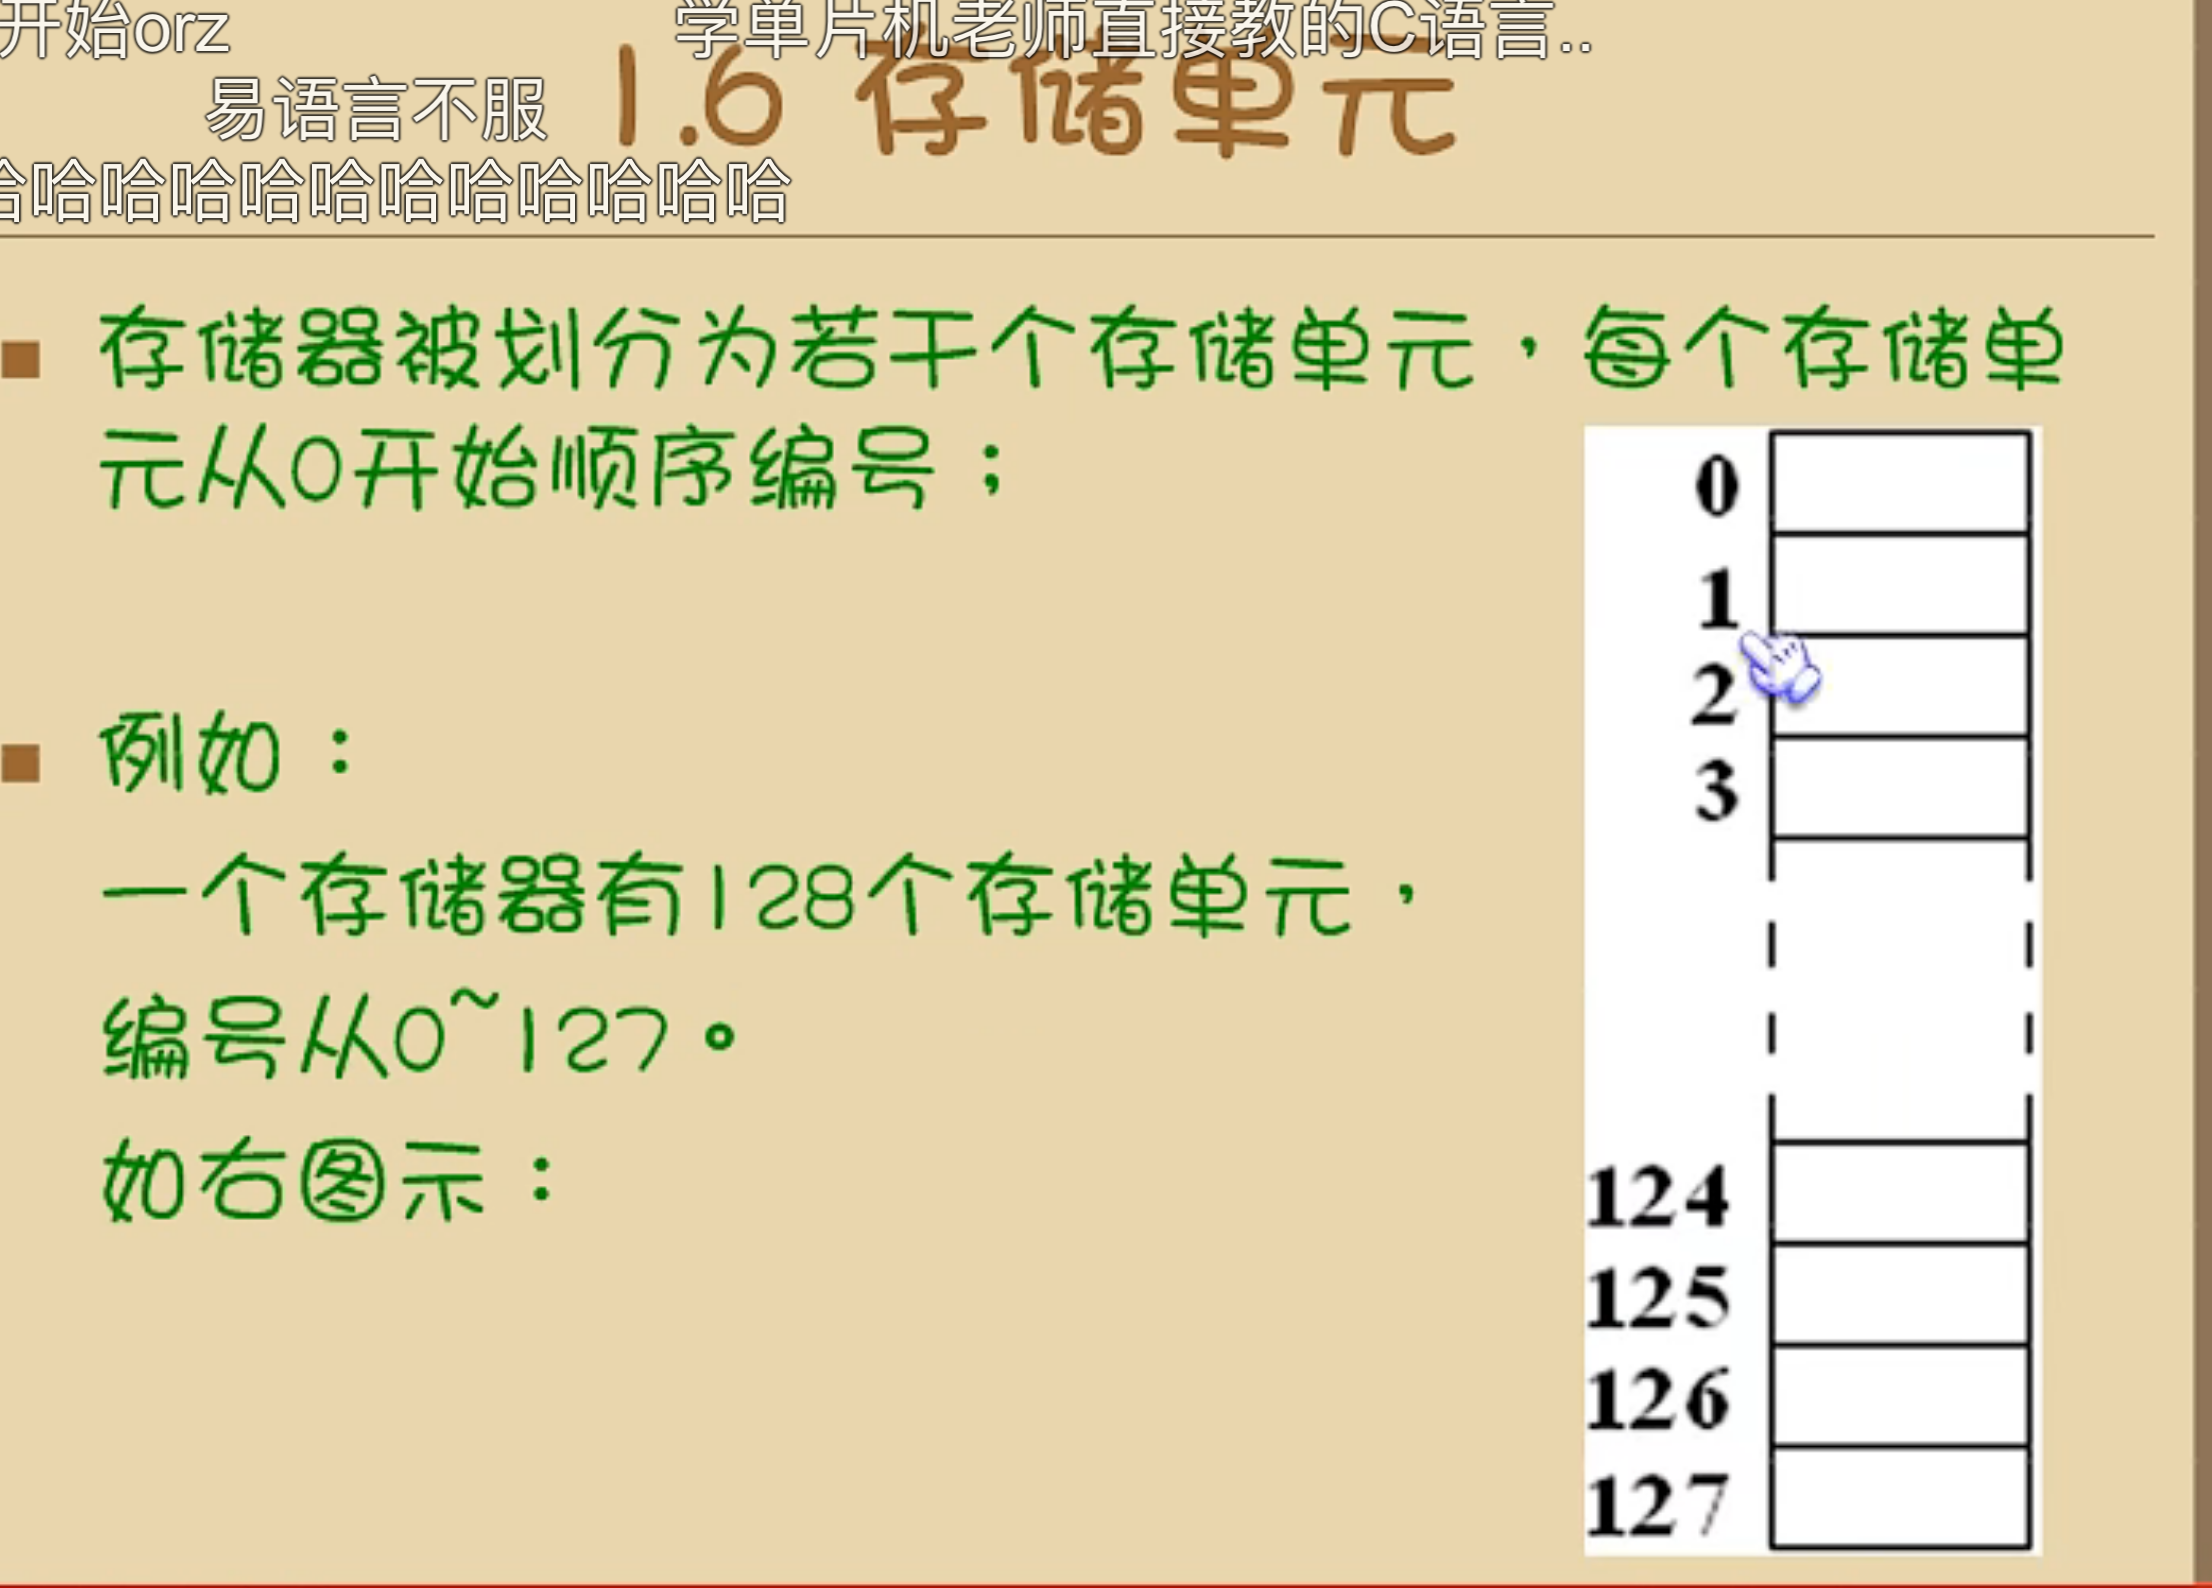 开始orz
学单片机老师直接教的C语言..
易语言不服
1.6 存储单元
哈哈哈哈哈哈哈哈哈哈哈哈
■ 存储器被划分为若干个存储单元，每个存储单
元从0开始顺序编号；
■ 例如：
一个存储器有128个存储单元，
编号从0~127。
如右图示：
0
1
2
3
124
125
126
127